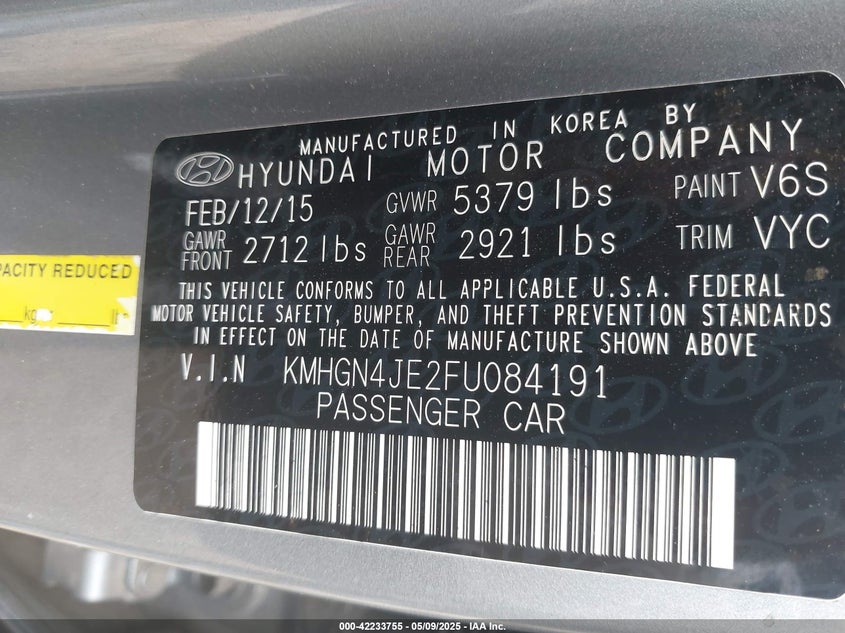 MANUFACTURED IN KOREA BY
HYUNDAI MOTOR COMPANY
FEB/12/15 GVWR 5379 lbs PAINT V6S
GAWR FRONT 2712 lbs GAWR REAR 2921 lbs TRIM VYC
THIS VEHICLE CONFORMS TO ALL APPLICABLE U.S.A. FEDERAL
MOTOR VEHICLE SAFETY, BUMPER, AND THEFT PREVENTION STANDARDS
IN EFFECT ON THE DATE OF MANUFACTURE SHOWN ABOVE
V.I.N KMHGN4JE2FU084191
PASSENGER CAR
PACITY REDUCED
000-42233755 - 05/09/2025 - IAA Inc.